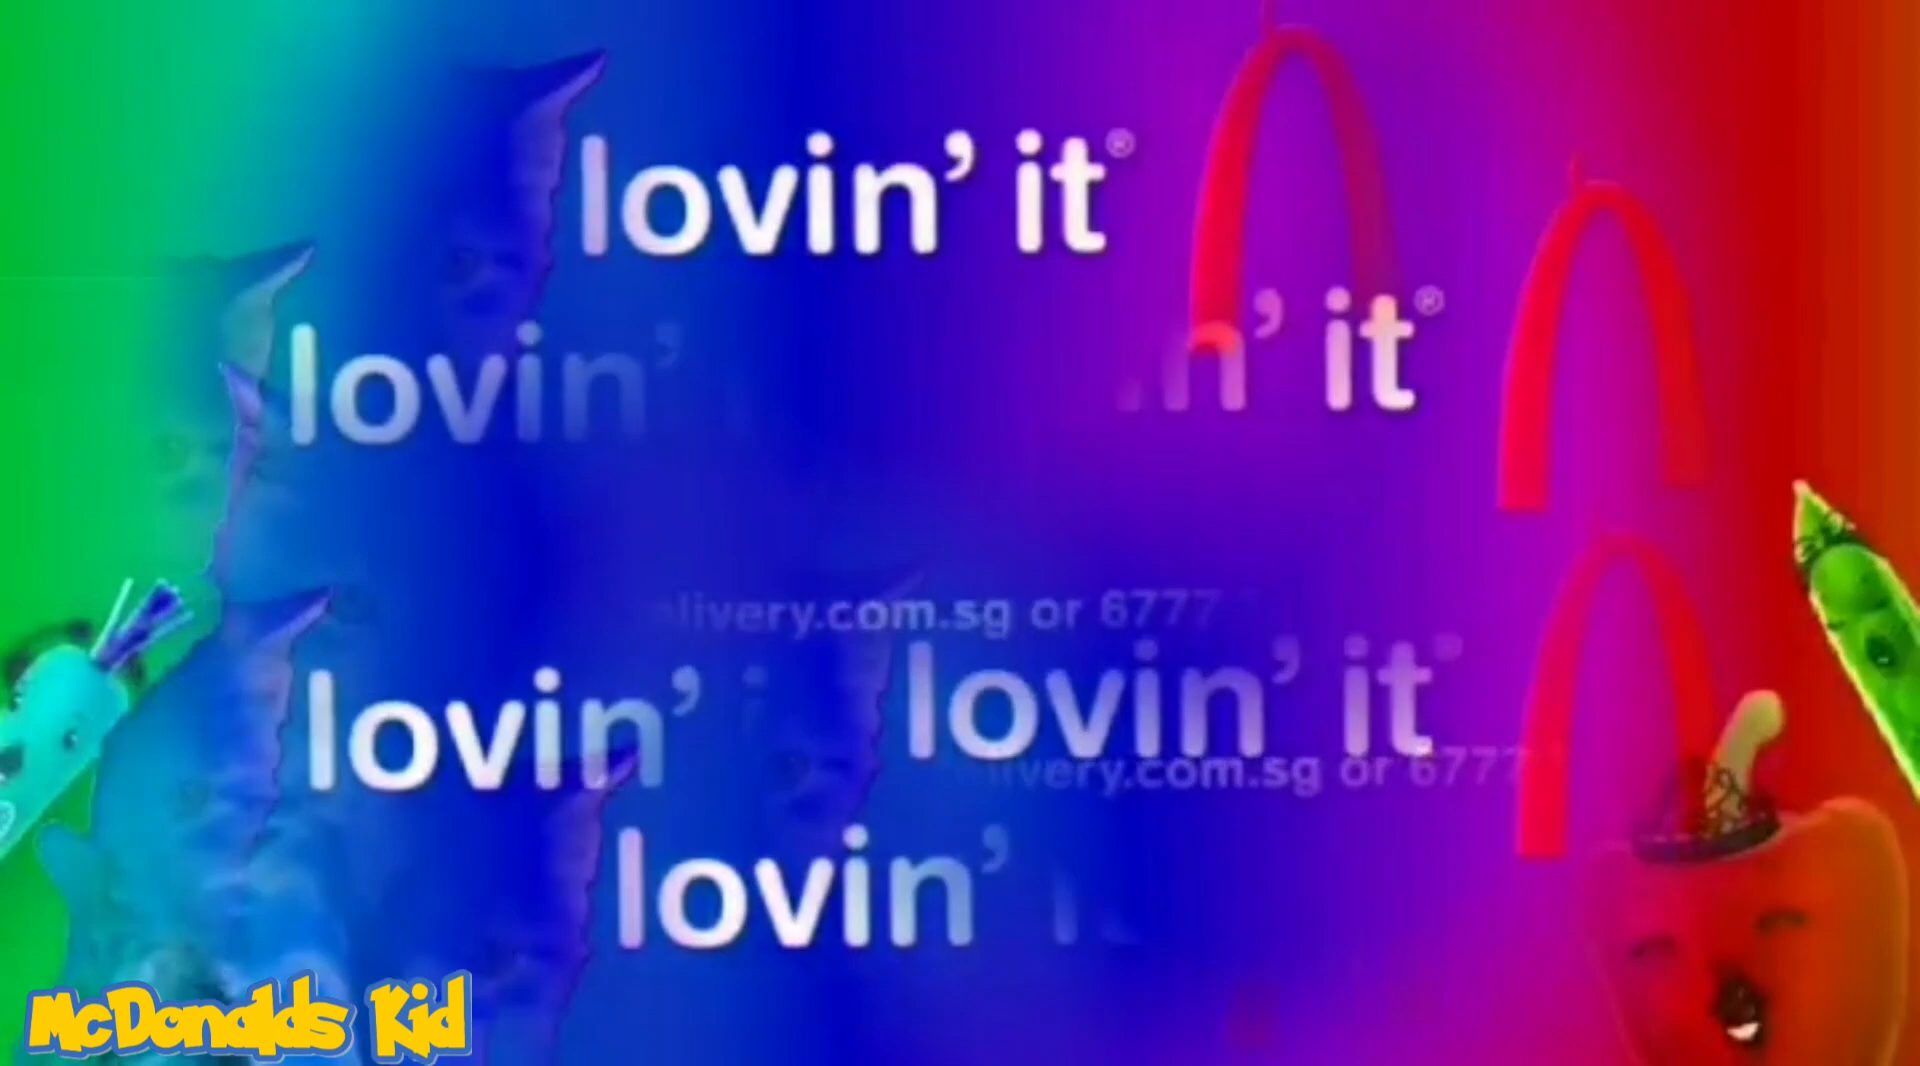 lovin' it®
n' it®
lovin'
livery.com.sg or 6777
lovin' it
lovin'
livery.com.sg or 6777
lovin'
McDonalds Kid